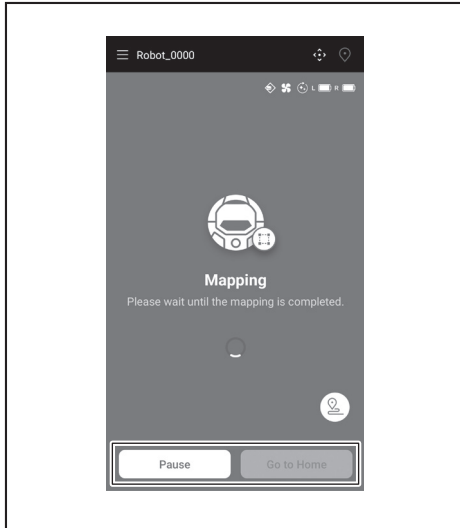 Robot_0000
L R
Mapping
Please wait until the mapping is completed.
Pause Go to Home